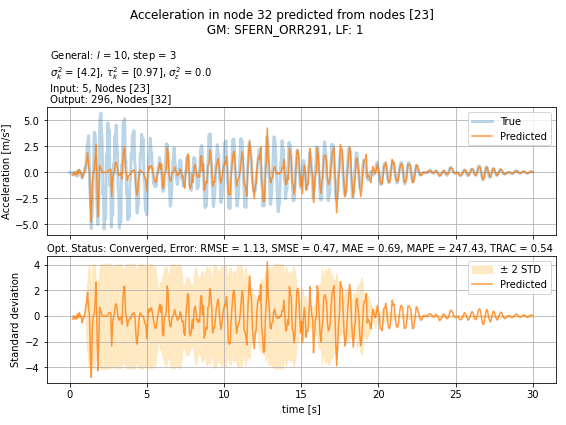 Acceleration in node 32 predicted from nodes [23]
GM: SFERN_ORR291, LF: 1
General: l = 10, step = 3
σ²ₖ = [4.2], τ²ₖ = [0.97], σ²ε = 0.0
Input: 5, Nodes [23]
Output: 296, Nodes [32]
Acceleration [m/s²]
5.0
2.5
0.0
−2.5
−5.0
True
Predicted
Opt. Status: Converged, Error: RMSE = 1.13, SMSE = 0.47, MAE = 0.69, MAPE = 247.43, TRAC = 0.54
Standard deviation
4
2
0
−2
−4
± 2 STD
Predicted
0 5 10 15 20 25 30
time [s]